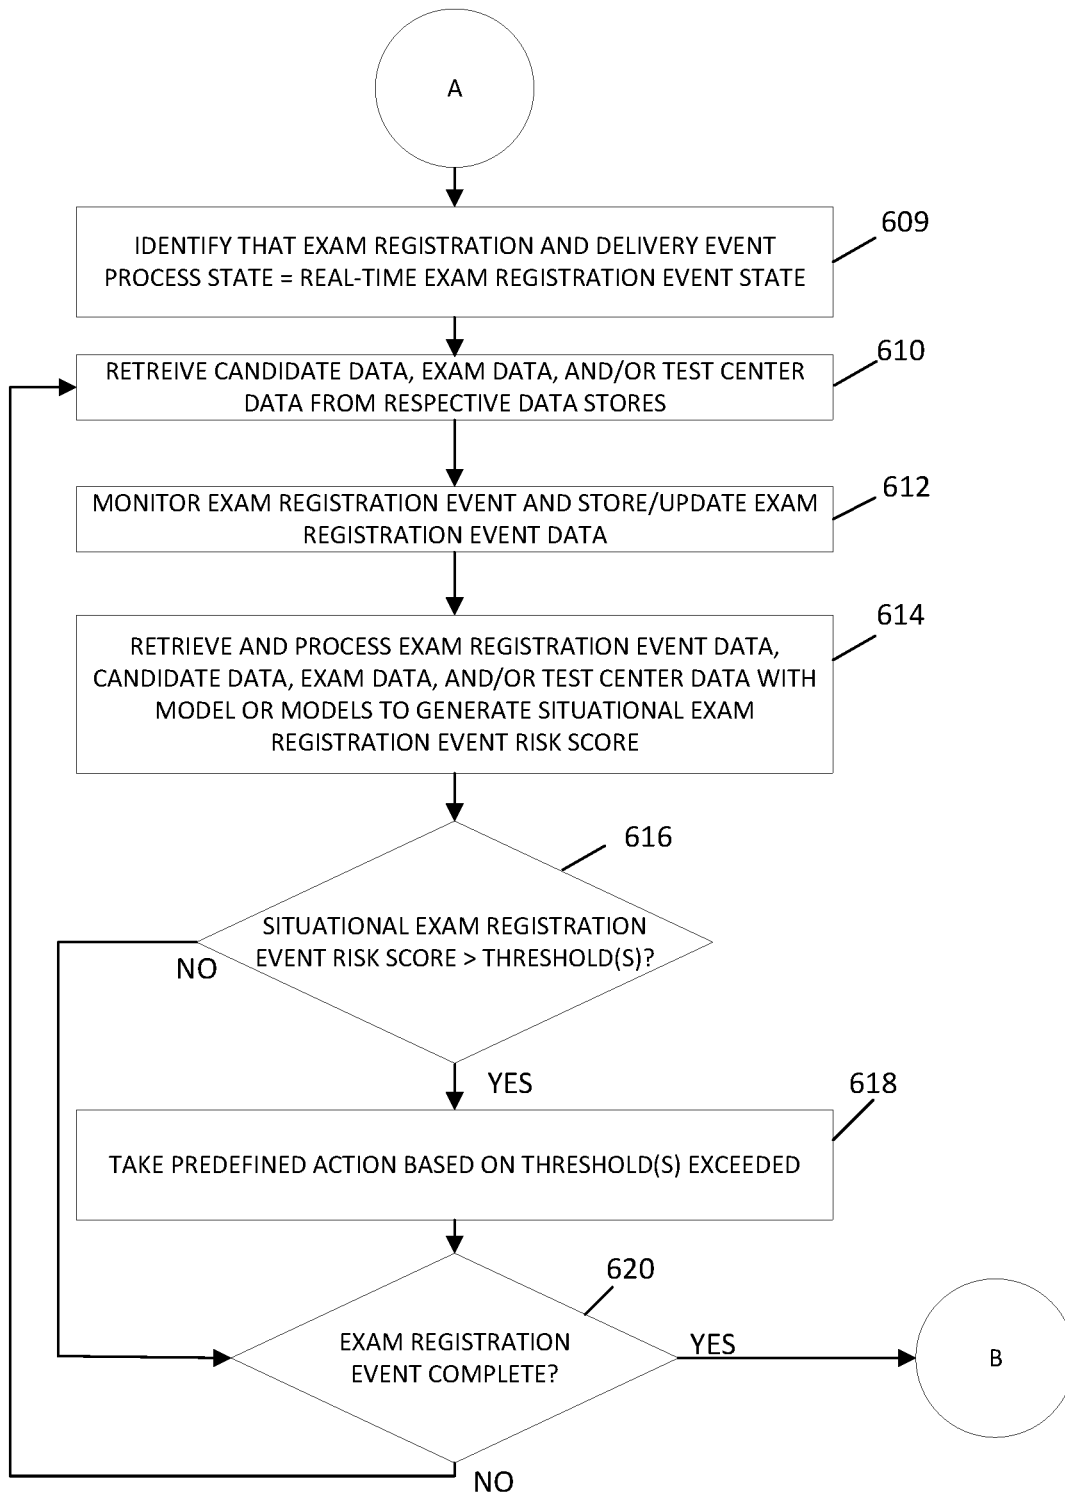 A
609
IDENTIFY THAT EXAM REGISTRATION AND DELIVERY EVENT
PROCESS STATE = REAL-TIME EXAM REGISTRATION EVENT STATE
610
RETREIVE CANDIDATE DATA, EXAM DATA, AND/OR TEST CENTER
DATA FROM RESPECTIVE DATA STORES
612
MONITOR EXAM REGISTRATION EVENT AND STORE/UPDATE EXAM
REGISTRATION EVENT DATA
614
RETRIEVE AND PROCESS EXAM REGISTRATION EVENT DATA,
CANDIDATE DATA, EXAM DATA, AND/OR TEST CENTER DATA WITH
MODEL OR MODELS TO GENERATE SITUATIONAL EXAM
REGISTRATION EVENT RISK SCORE
616
SITUATIONAL EXAM REGISTRATION
EVENT RISK SCORE > THRESHOLD(S)?
NO
YES
618
TAKE PREDEFINED ACTION BASED ON THRESHOLD(S) EXCEEDED
620
EXAM REGISTRATION
EVENT COMPLETE?
YES
B
NO